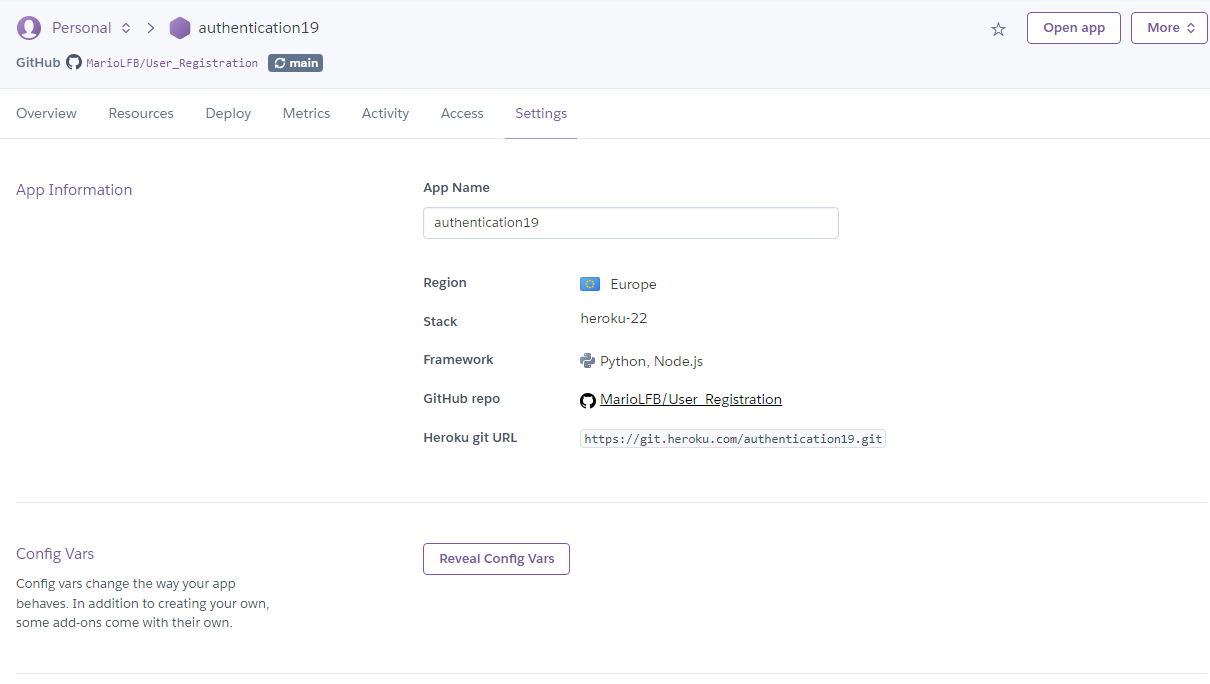 Personal authentication19
Open app
More
GitHub MarioLFB/User_Registration main
Overview Resources Deploy Metrics Activity Access Settings
App Information
App Name
authentication19
Region Europe
Stack heroku-22
Framework Python, Node.js
GitHub repo MarioLFB/User_Registration
Heroku git URL https://git.heroku.com/authentication19.git
Config Vars
Config vars change the way your app
behaves. In addition to creating your own,
some add-ons come with their own.
Reveal Config Vars